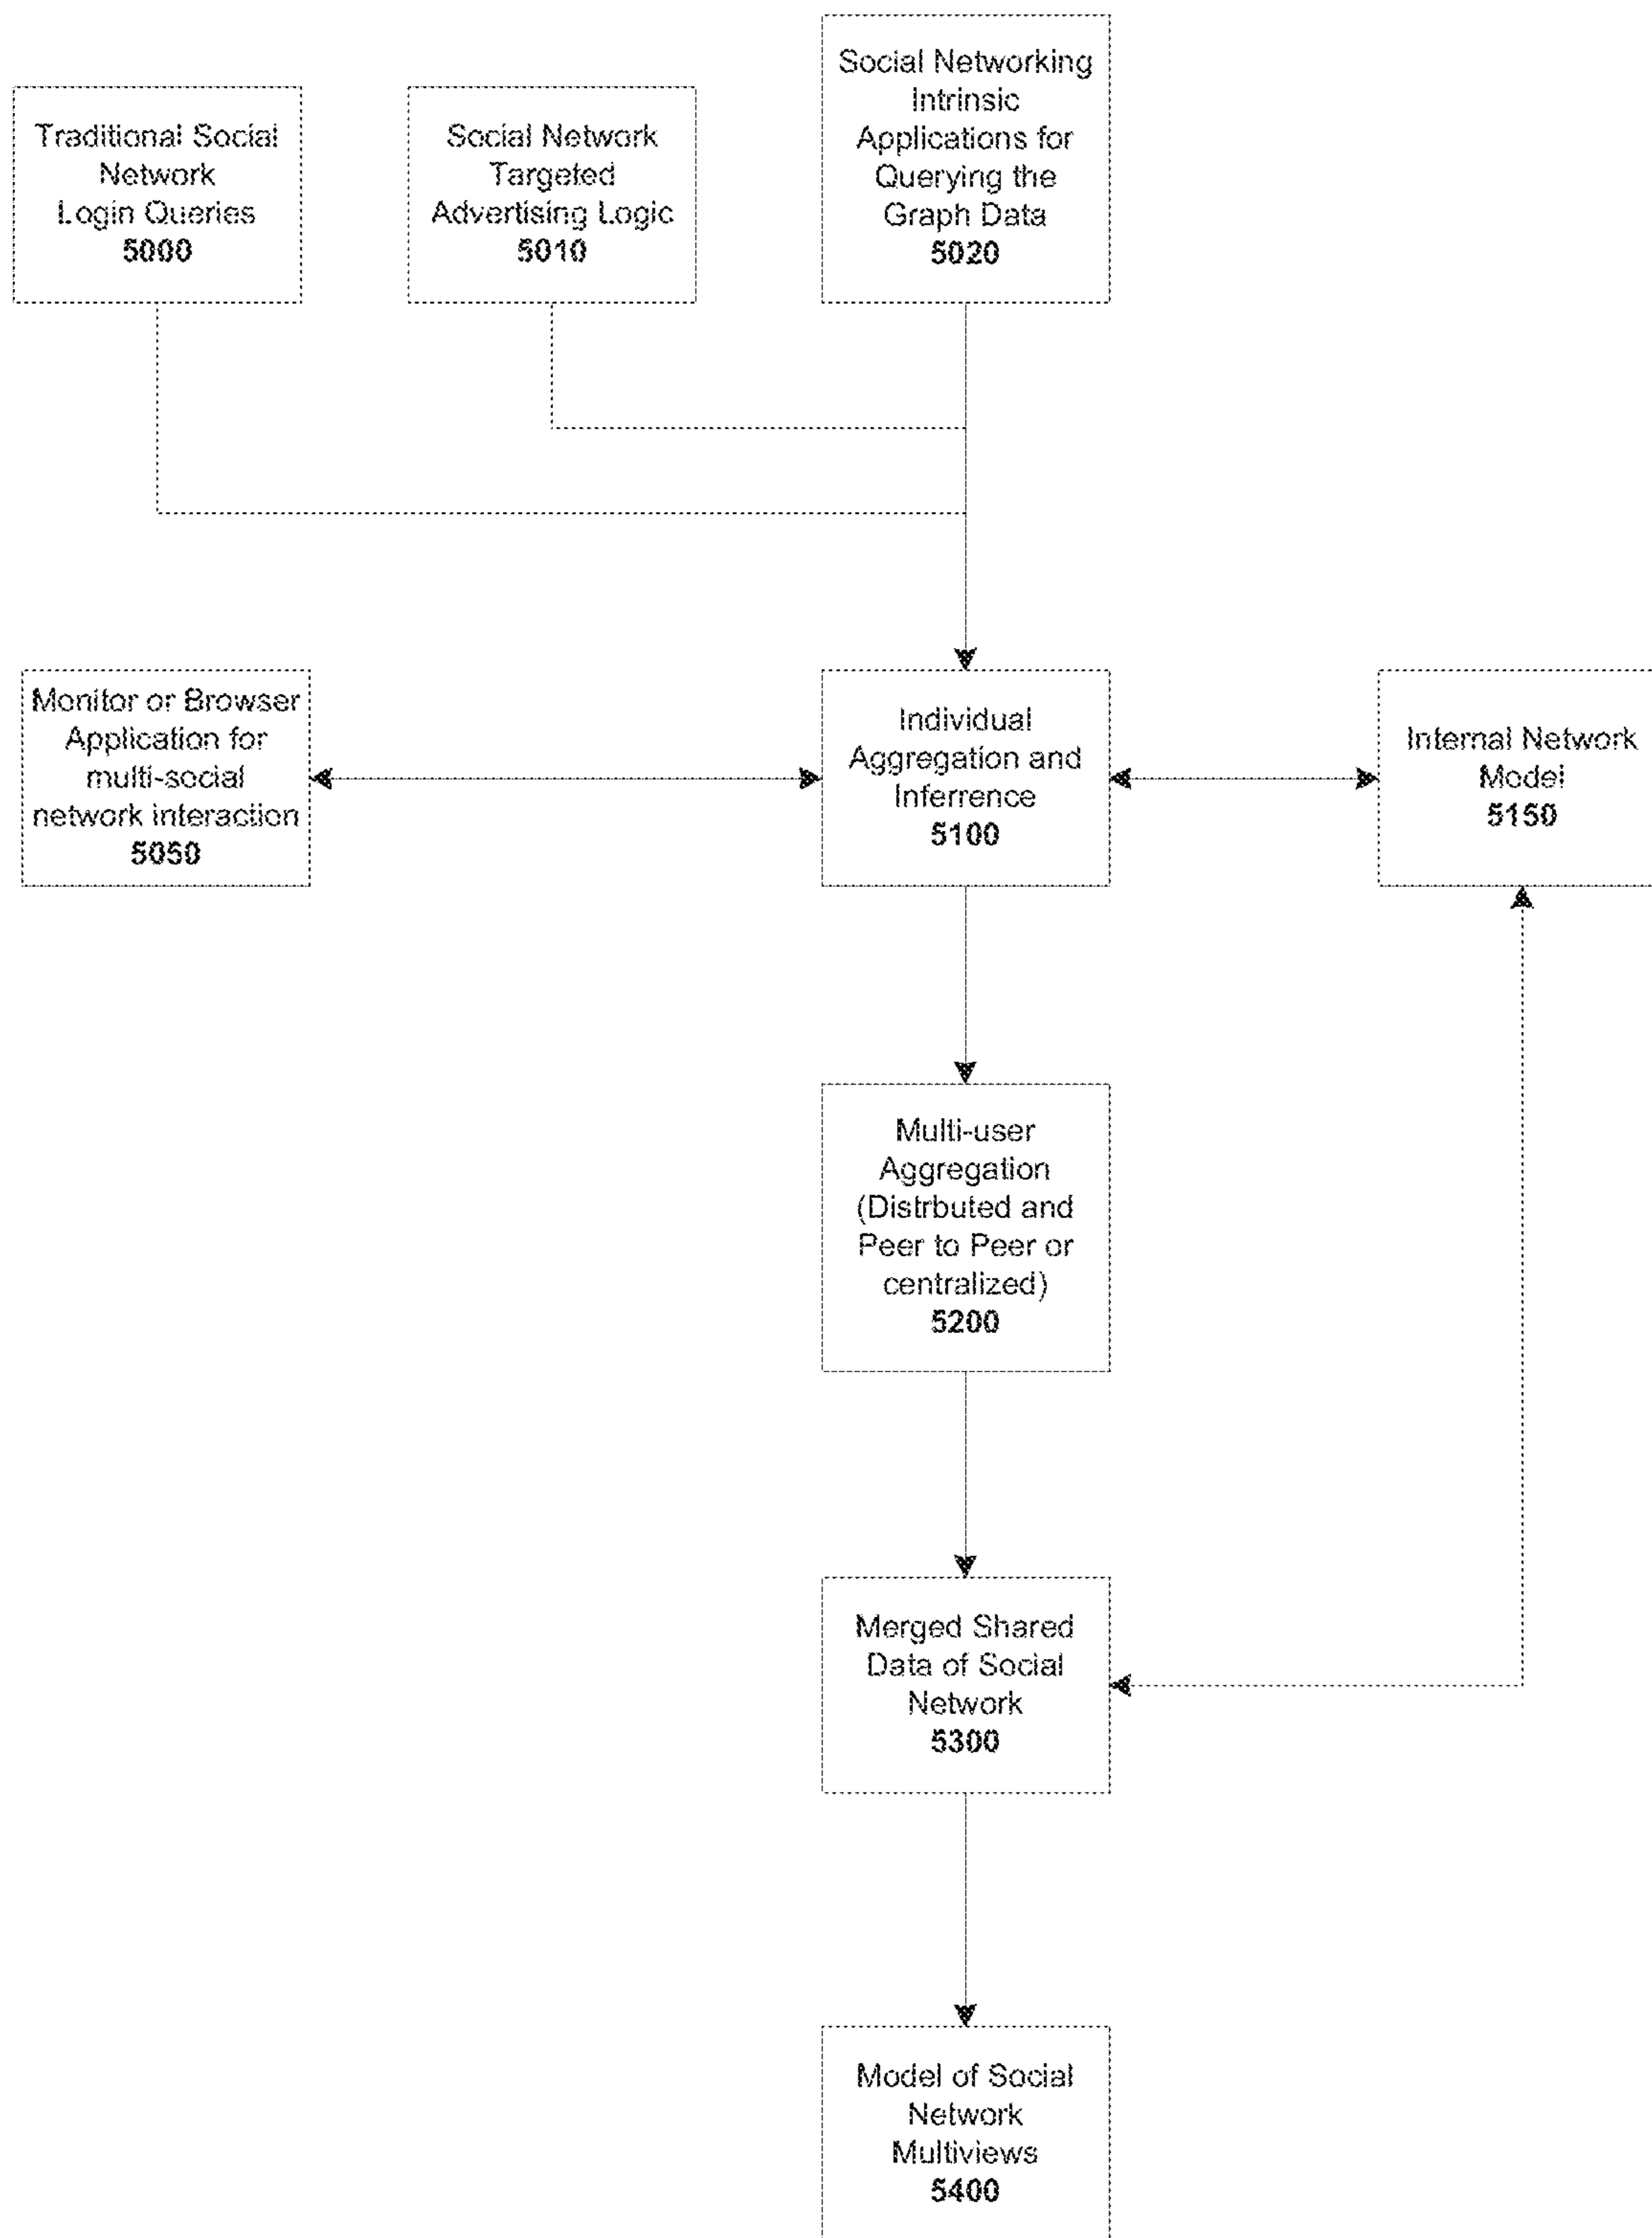 Traditional Social
Network
Login Queries
5000
Social Network
Targeted
Advertising Logic
5010
Social Networking
Intrinsic
Applications for
Querying the
Graph Data
5020
Monitor or Browser
Application for
multi-social
network interaction
5050
Individual
Aggregation and
Inferrence
5100
Internal Network
Model
5150
Multi-user
Aggregation
(Distrbuted and
Peer to Peer or
centralized)
5200
Merged Shared
Data of Social
Network
5300
Model of Social
Network
Multiviews
5400